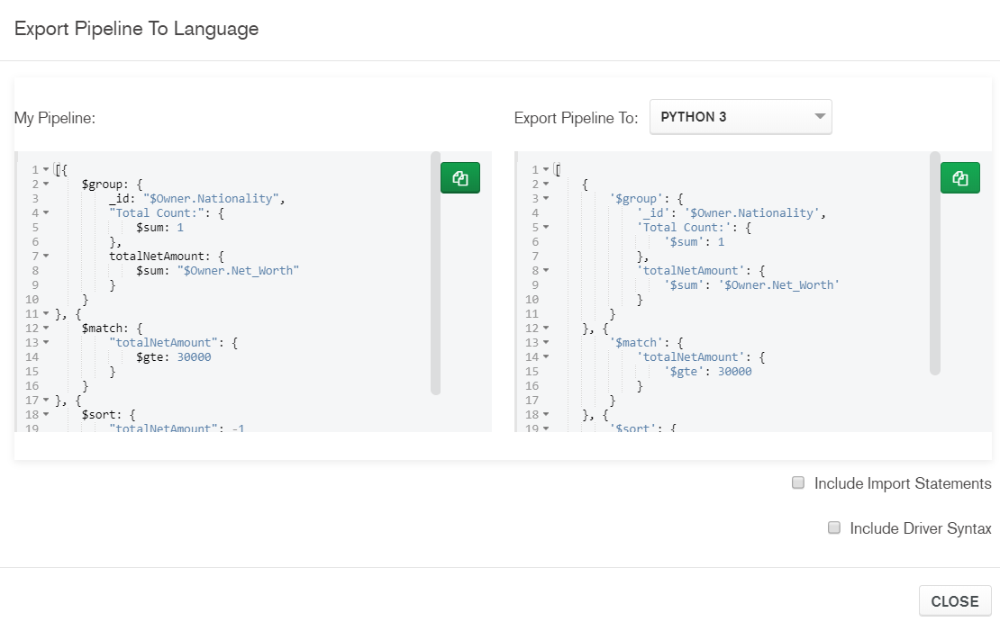 Export Pipeline To Language
My Pipeline:
1 [{
2 $group: {
3 _id: "$Owner.Nationality",
4 "Total Count:": {
5 $sum: 1
6 },
7 totalNetAmount: {
8 $sum: "$Owner.Net_Worth"
9 }
10 }
11 }, {
12 $match: {
13 "totalNetAmount": {
14 $gte: 30000
15 }
16 }
17 }, {
18 $sort: {
19 "totalNetAmount": -1
Export Pipeline To: PYTHON 3
1 [
2 {
3 '$group': {
4 '_id': '$Owner.Nationality',
5 'Total Count:': {
6 '$sum': 1
7 },
8 'totalNetAmount': {
9 '$sum': '$Owner.Net_Worth'
10 }
11 }
12 }, {
13 '$match': {
14 'totalNetAmount': {
15 '$gte': 30000
16 }
17 }
18 }, {
19 '$sort': {
Include Import Statements
Include Driver Syntax
CLOSE